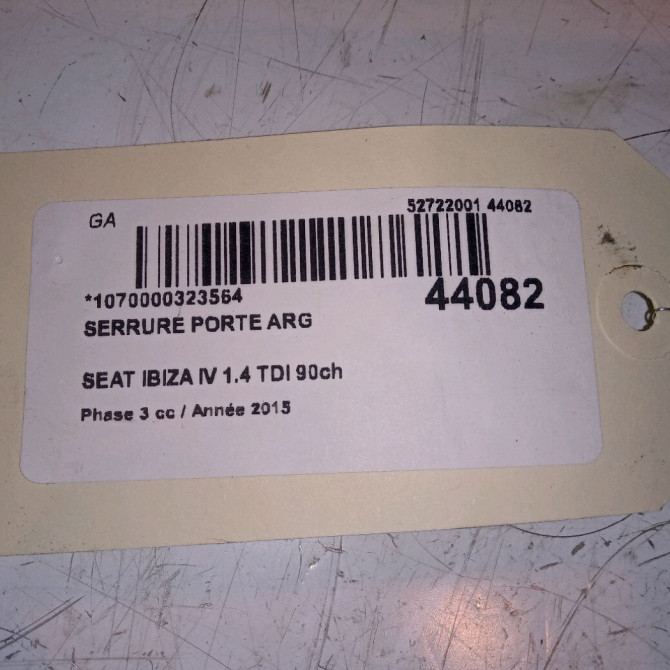 GA
52722001 44082
*1070000323564
44082
SERRURE PORTE ARG
SEAT IBIZA IV 1.4 TDI 90ch
Phase 3 cc / Année 2015